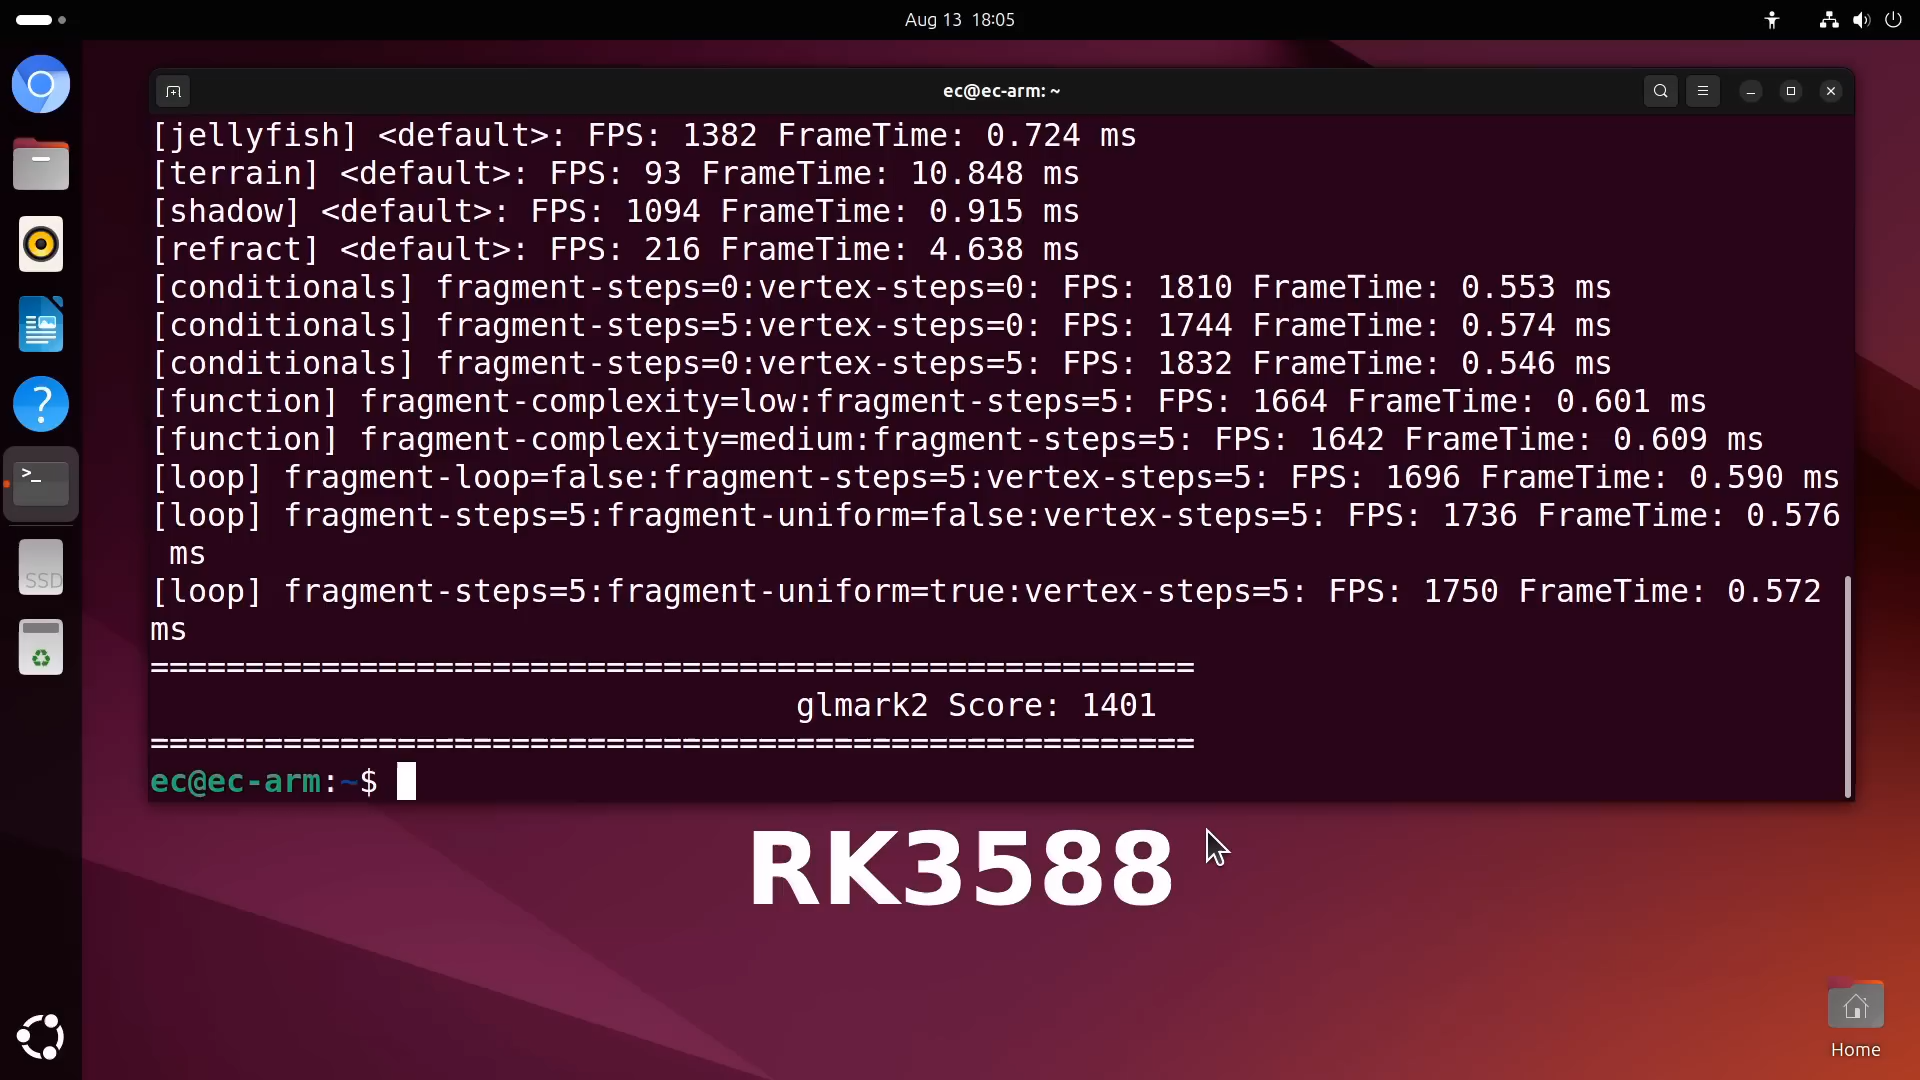 Aug 13 18:05
ec@ec-arm: ~
[jellyfish] <default>: FPS: 1382 FrameTime: 0.724 ms
[terrain] <default>: FPS: 93 FrameTime: 10.848 ms
[shadow] <default>: FPS: 1094 FrameTime: 0.915 ms
[refract] <default>: FPS: 216 FrameTime: 4.638 ms
[conditionals] fragment-steps=0:vertex-steps=0: FPS: 1810 FrameTime: 0.553 ms
[conditionals] fragment-steps=5:vertex-steps=0: FPS: 1744 FrameTime: 0.574 ms
[conditionals] fragment-steps=0:vertex-steps=5: FPS: 1832 FrameTime: 0.546 ms
[function] fragment-complexity=low:fragment-steps=5: FPS: 1664 FrameTime: 0.601 ms
[function] fragment-complexity=medium:fragment-steps=5: FPS: 1642 FrameTime: 0.609 ms
[loop] fragment-loop=false:fragment-steps=5:vertex-steps=5: FPS: 1696 FrameTime: 0.590 ms
[loop] fragment-steps=5:fragment-uniform=false:vertex-steps=5: FPS: 1736 FrameTime: 0.576
ms
[loop] fragment-steps=5:fragment-uniform=true:vertex-steps=5: FPS: 1750 FrameTime: 0.572
ms
=======================================================
glmark2 Score: 1401
=======================================================
ec@ec-arm:~$
SSD
RK3588
Home